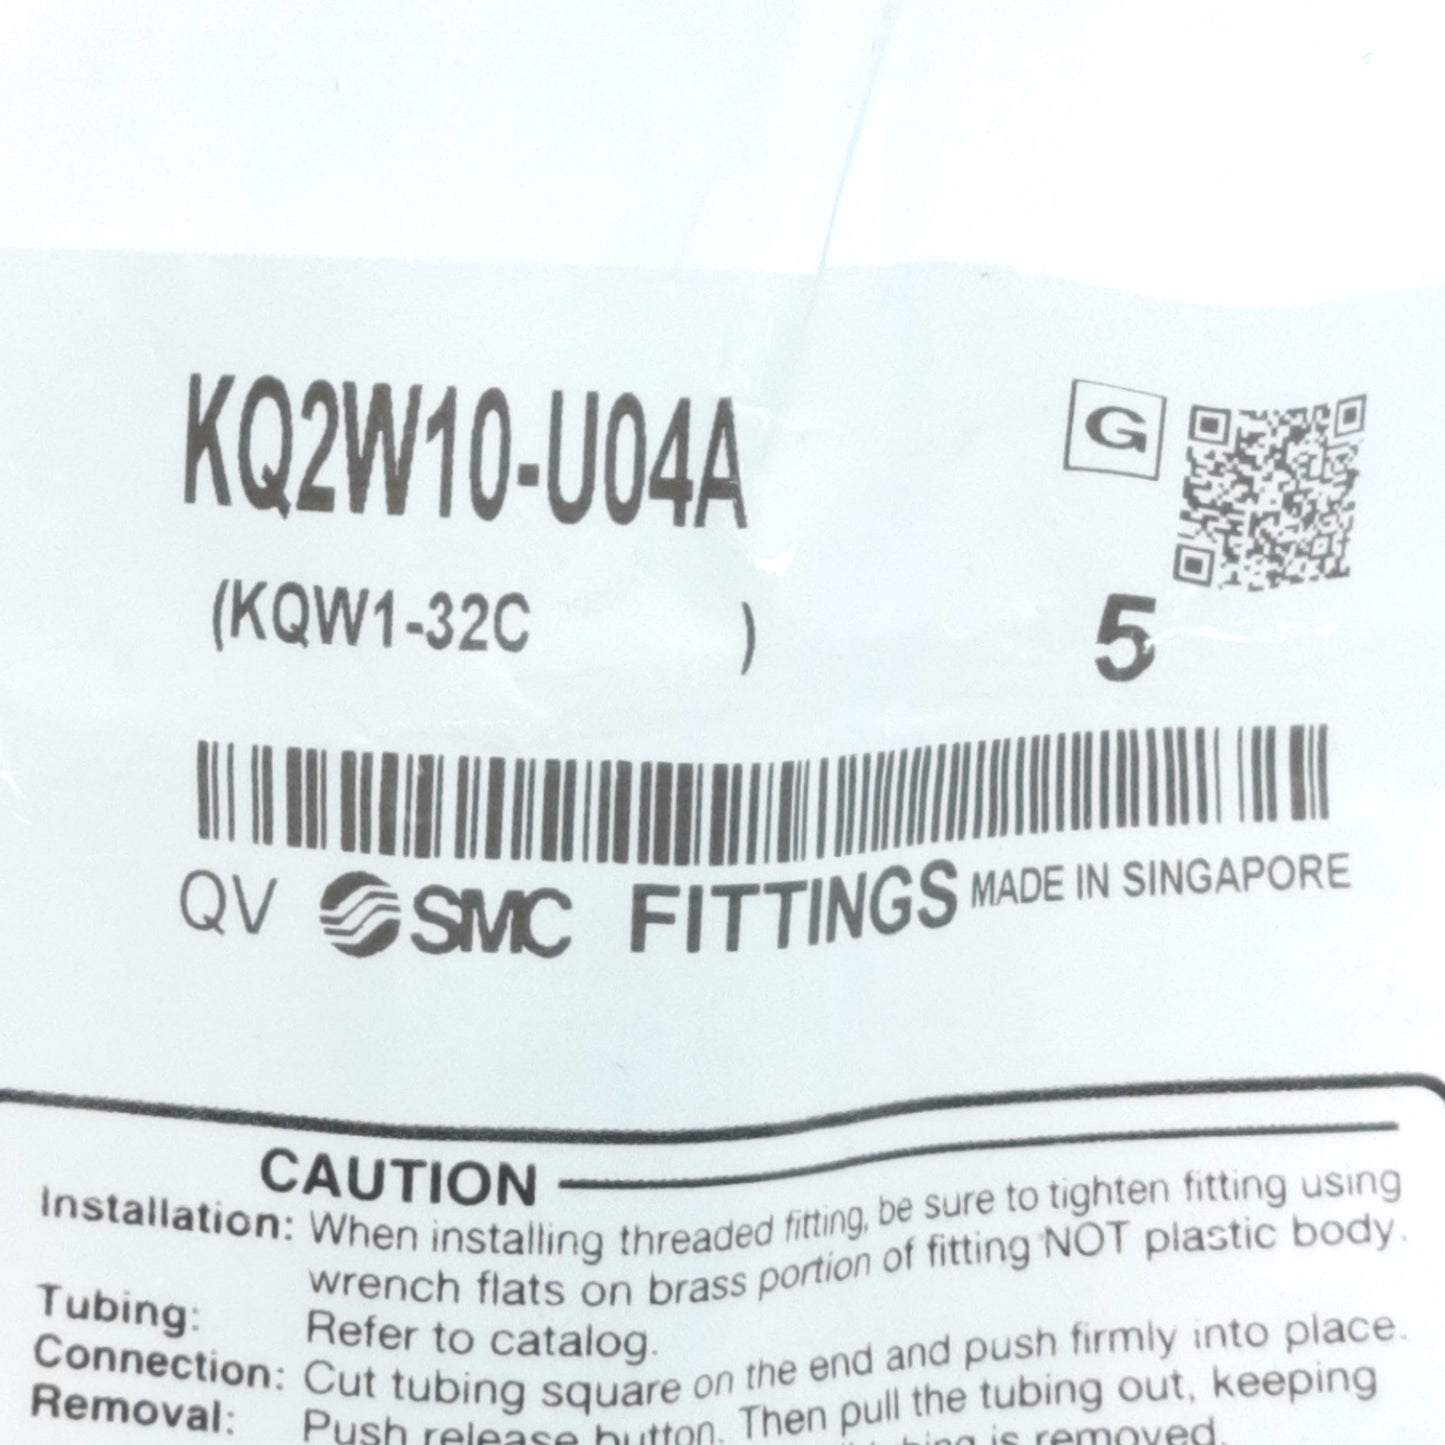 KQ2W10-U04A
G
(KQW1-32C )
5
QV SMC FITTINGS MADE IN SINGAPORE
CAUTION
Installation: When installing threaded fitting, be sure to tighten fitting using
wrench flats on brass portion of fitting NOT plastic body.
Tubing: Refer to catalog.
Connection: Cut tubing square on the end and push firmly into place.
Removal: Push release button. Then pull the tubing out, keeping
is removed.